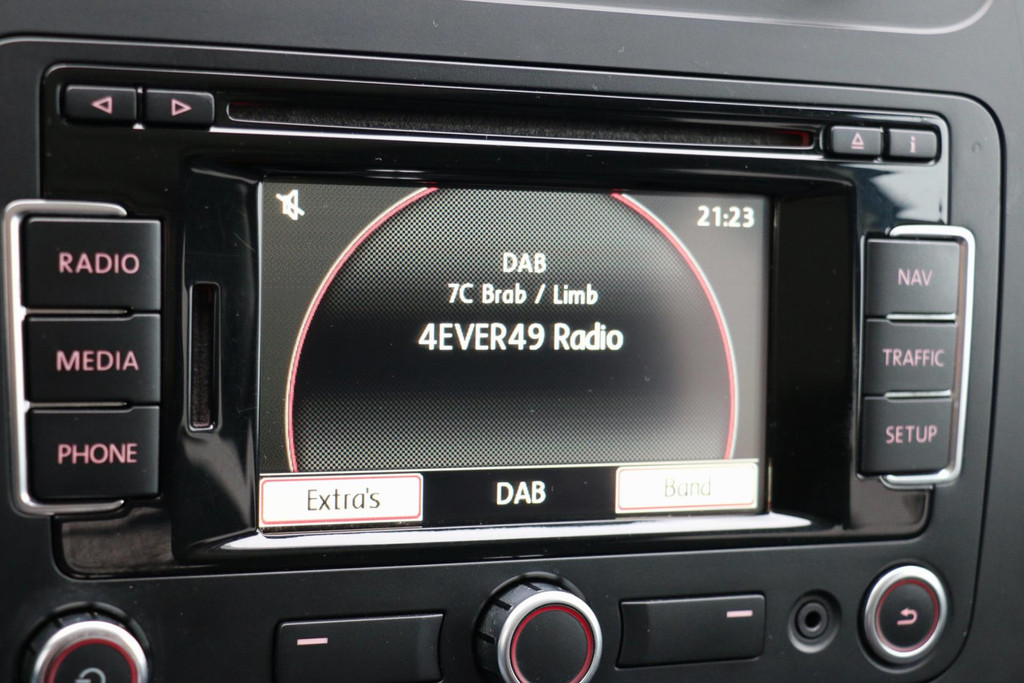 RADIO
MEDIA
PHONE
21:23
DAB
7C Brab / Limb
4EVER49 Radio
Extra's
DAB
Band
i
NAV
TRAFFIC
SETUP